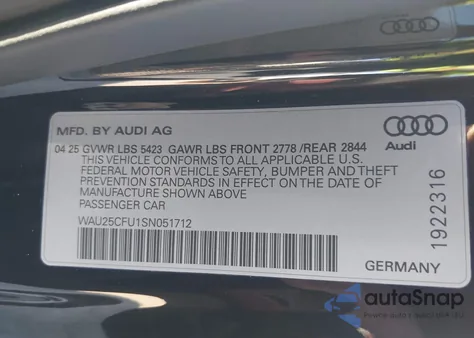 MFD. BY AUDI AG
04 25 GVWR LBS 5423 GAWR LBS FRONT 2778 /REAR 2844
THIS VEHICLE CONFORMS TO ALL APPLICABLE U.S.
FEDERAL MOTOR VEHICLE SAFETY, BUMPER AND THEFT
PREVENTION STANDARDS IN EFFECT ON THE DATE OF
MANUFACTURE SHOWN ABOVE
PASSENGER CAR
WAU25CFU1SN051712
Audi
1922316
GERMANY
autoSnap